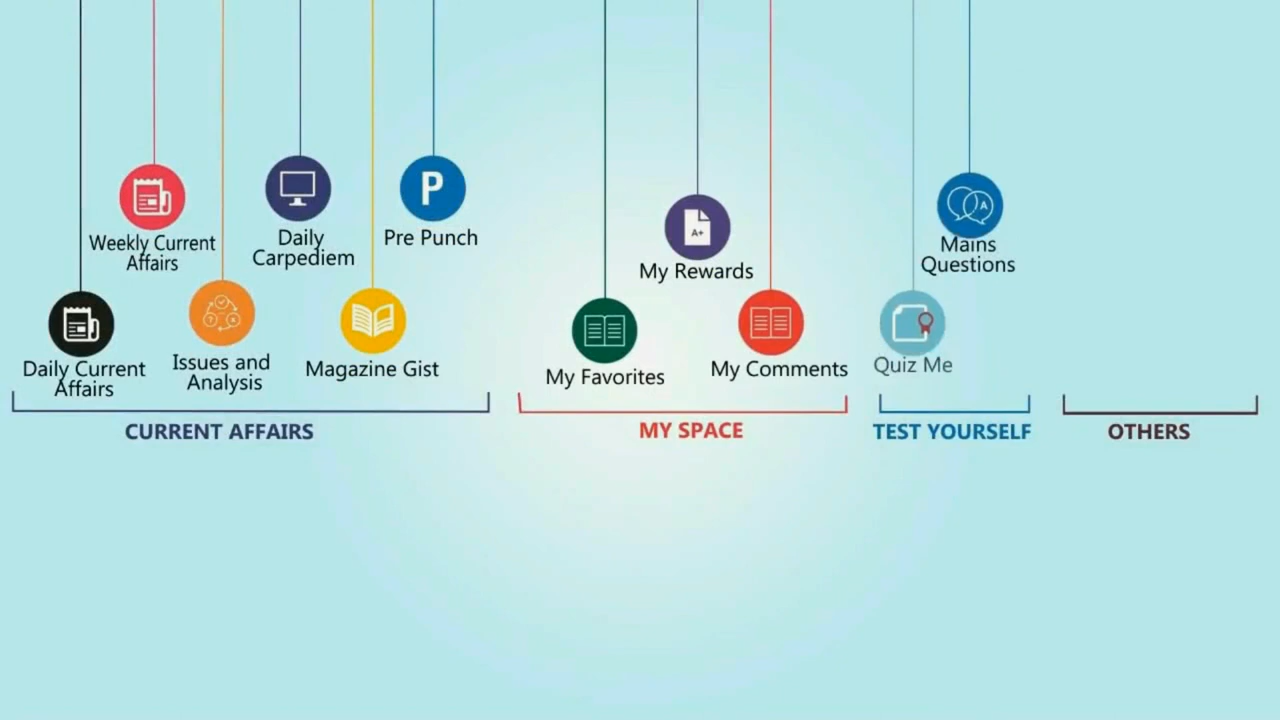 P
A+
A
Weekly Current
Affairs
Daily
Carpediem
Pre Punch
Daily Current
Affairs
Issues and
Analysis
Magazine Gist
CURRENT AFFAIRS
My Rewards
My Favorites
My Comments
MY SPACE
Mains
Questions
Quiz Me
TEST YOURSELF
OTHERS